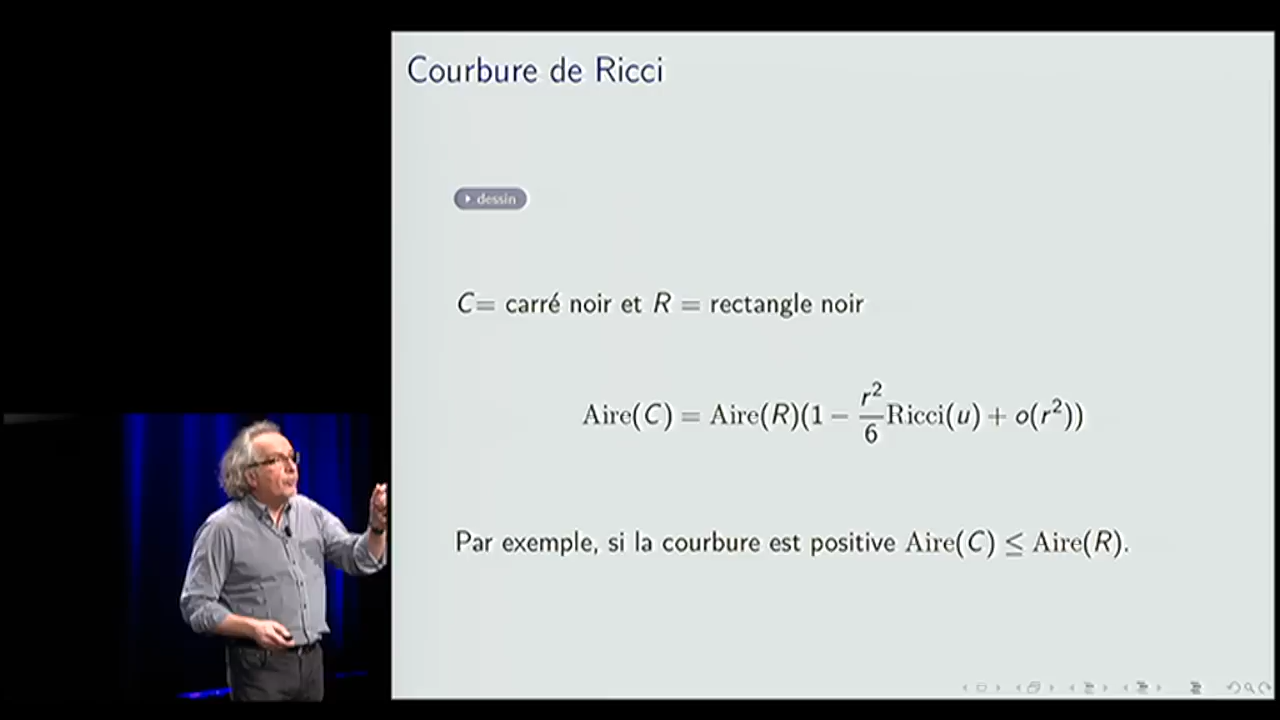 Courbure de Ricci
dessin
C= carré noir et R = rectangle noir
Aire(C) = Aire(R)(1 − r²/6 Ricci(u) + o(r²))
Par exemple, si la courbure est positive Aire(C) ≤ Aire(R).